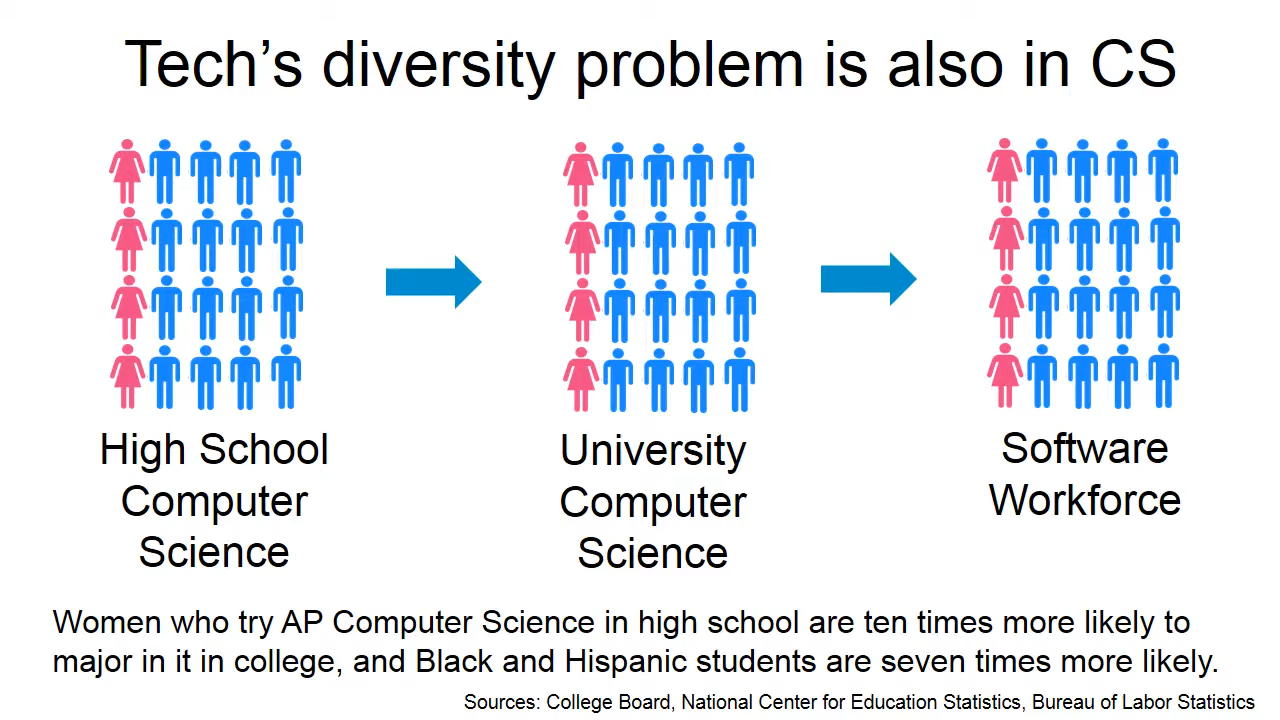 Tech’s diversity problem is also in CS
High School
Computer
Science
University
Computer
Science
Software
Workforce
Women who try AP Computer Science in high school are ten times more likely to
major in it in college, and Black and Hispanic students are seven times more likely.
Sources: College Board, National Center for Education Statistics, Bureau of Labor Statistics